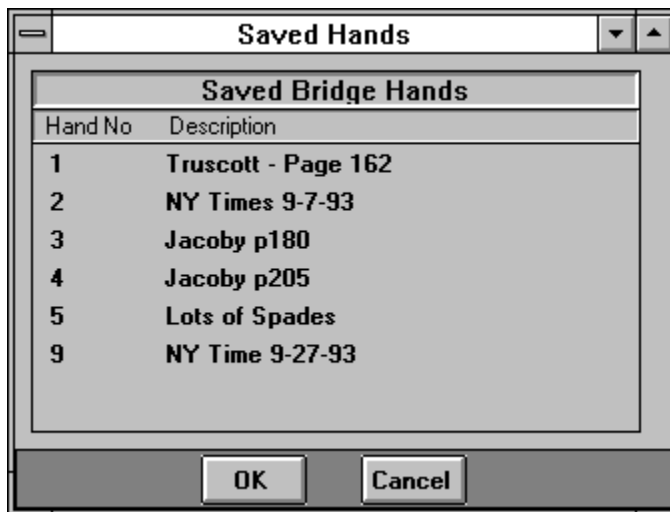 Saved Hands
Saved Bridge Hands
Hand No Description
1 Truscott - Page 162
2 NY Times 9-7-93
3 Jacoby p180
4 Jacoby p205
5 Lots of Spades
9 NY Time 9-27-93
OK Cancel